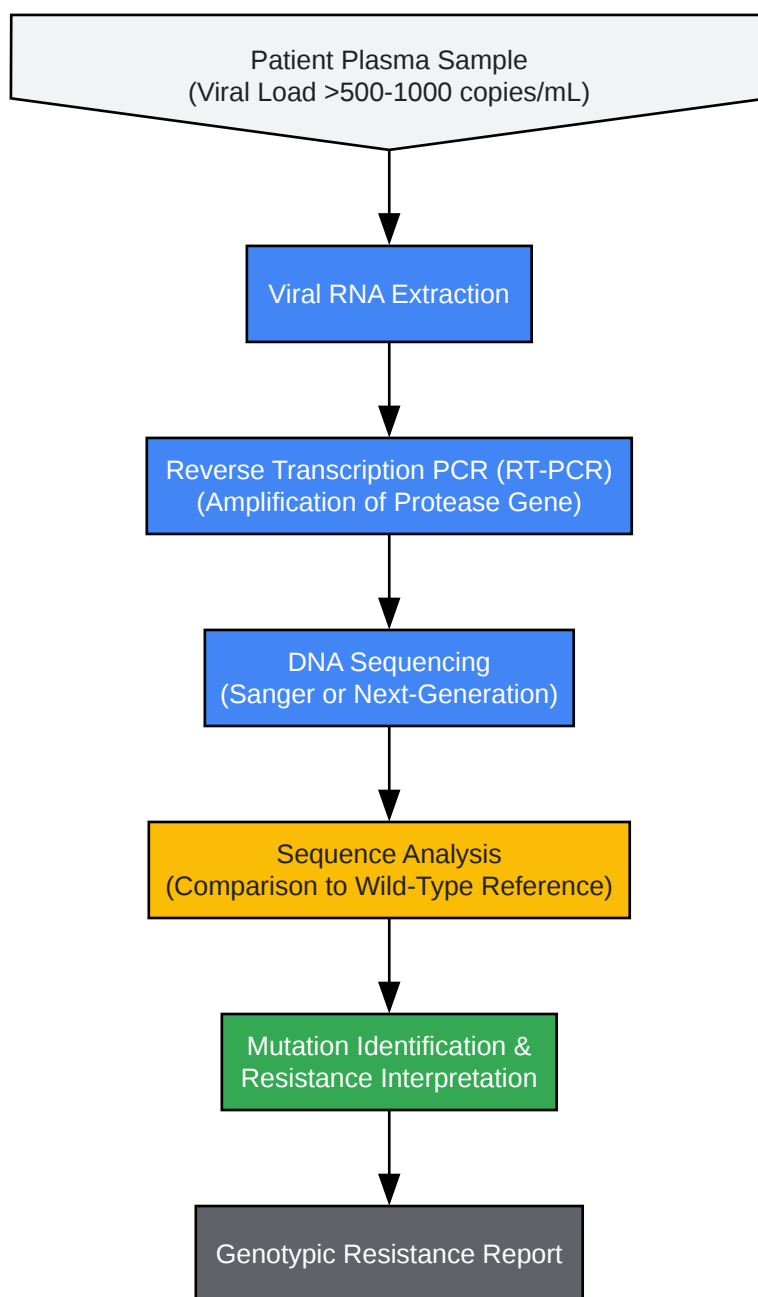 Patient Plasma Sample
(Viral Load >500-1000 copies/mL)
Viral RNA Extraction
Reverse Transcription PCR (RT-PCR)
(Amplification of Protease Gene)
DNA Sequencing
(Sanger or Next-Generation)
Sequence Analysis
(Comparison to Wild-Type Reference)
Mutation Identification &
Resistance Interpretation
Genotypic Resistance Report